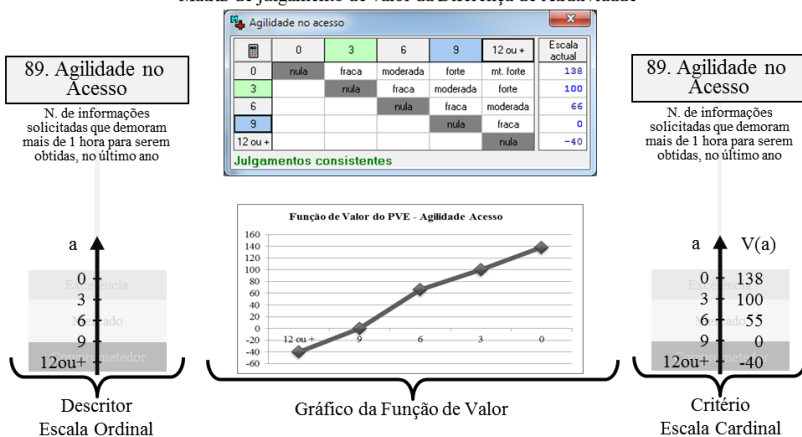 Matriz de julgamento de valor da Diferença de Atratividade
Agilidade no acesso
0 3 6 9 12 ou + Escala actual
0 nula fraca moderada forte mt. forte 138
3 nula fraca moderada forte 100
6 nula fraca moderada 66
9 nula fraca 0
12 ou + nula -40
Julgamentos consistentes
89. Agilidade no
Acesso
N. de informações
solicitadas que demoram
mais de 1 hora para serem
obtidas, no último ano
a
0
Excelência
3
Mercado
6
9
Comprometedor
12ou+
Descritor
Escala Ordinal
Função de Valor do PVE - Agilidade Acesso
160
140
120
100
80
60
40
20
0
-20
-40
-60
12 ou + 9 6 3 0
Gráfico da Função de Valor
89. Agilidade no
Acesso
N. de informações
solicitadas que demoram
mais de 1 hora para serem
obtidas, no último ano
a V(a)
0 138
Excelência
3 100
Mercado
6 55
9 0
Comprometedor
12ou+ -40
Critério
Escala Cardinal